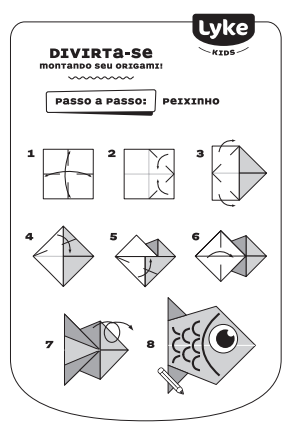 Lyke
KIDS
DIVIRTA-SE
MONTANDO SEU ORIGAMI!
PASSO A PASSO: PEIXINHO
1 2 3
4 5 6
7 8